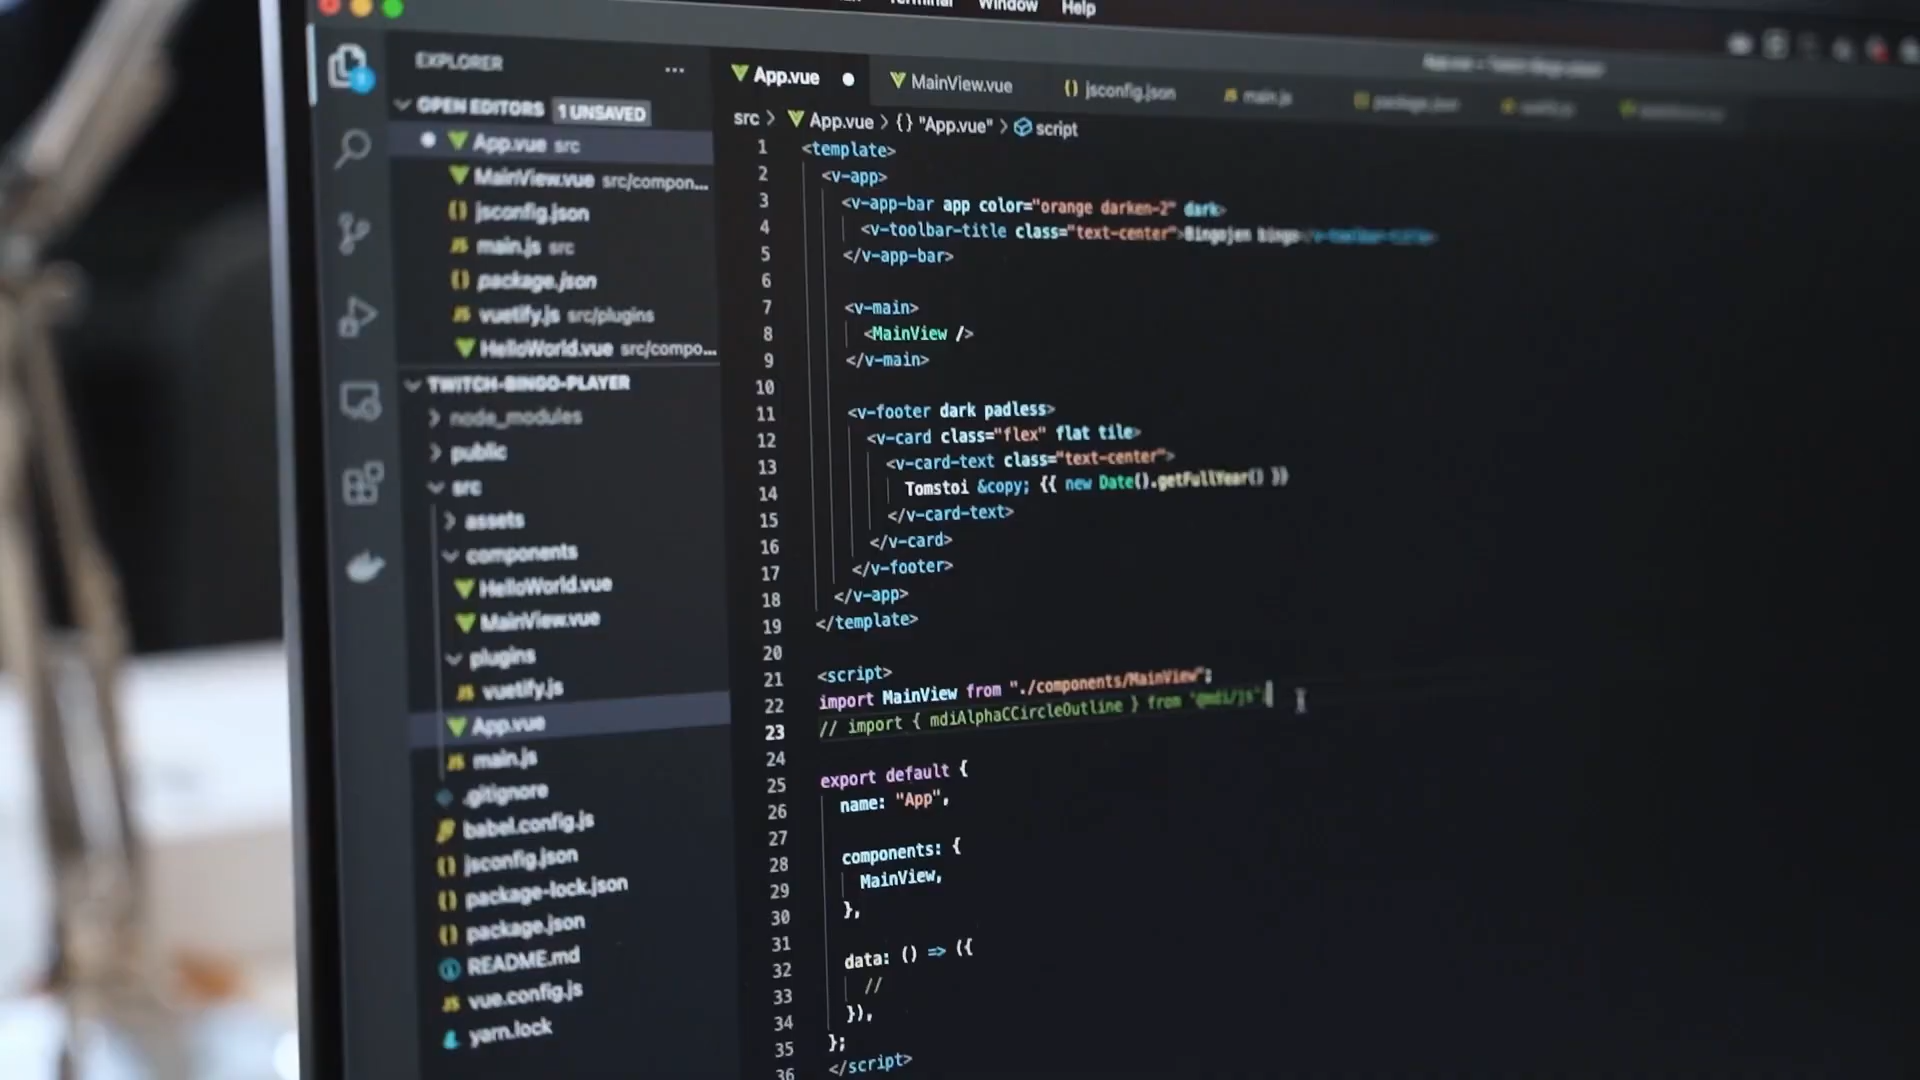 Terminal Window Help
EXPLORER ...
OPEN EDITORS 1 UNSAVED
App.vue src
MainView.vue src/compon...
jsconfig.json
main.js src
package.json
vuetify.js src/plugins
HelloWorld.vue src/compo...
TWITCH-BINGO-PLAYER
node_modules
public
src
assets
components
HelloWorld.vue
MainView.vue
plugins
vuetify.js
App.vue
main.js
.gitignore
babel.config.js
jsconfig.json
package-lock.json
package.json
README.md
vue.config.js
yarn.lock
App.vue MainView.vue jsconfig.json main.js package.json
src > App.vue > {} "App.vue" > script
1 <template>
2 <v-app>
3 <v-app-bar app color="orange darken-2" dark>
4 <v-toolbar-title class="text-center">Bingojen bingo</v-toolbar-title>
5 </v-app-bar>
6
7 <v-main>
8 <MainView />
9 </v-main>
10
11 <v-footer dark padless>
12 <v-card class="flex" flat tile>
13 <v-card-text class="text-center">
14 Tomstoi &copy; {{ new Date().getFullYear() }}
15 </v-card-text>
16 </v-card>
17 </v-footer>
18 </v-app>
19 </template>
20
21 <script>
22 import MainView from "./components/MainView";
23 // import { mdiAlphaCCircleOutline } from '@mdi/js'
24
25 export default {
26 name: "App",
27
28 components: {
29 MainView,
30 },
31
32 data: () => ({
33 //
34 }),
35 };
36 </script>